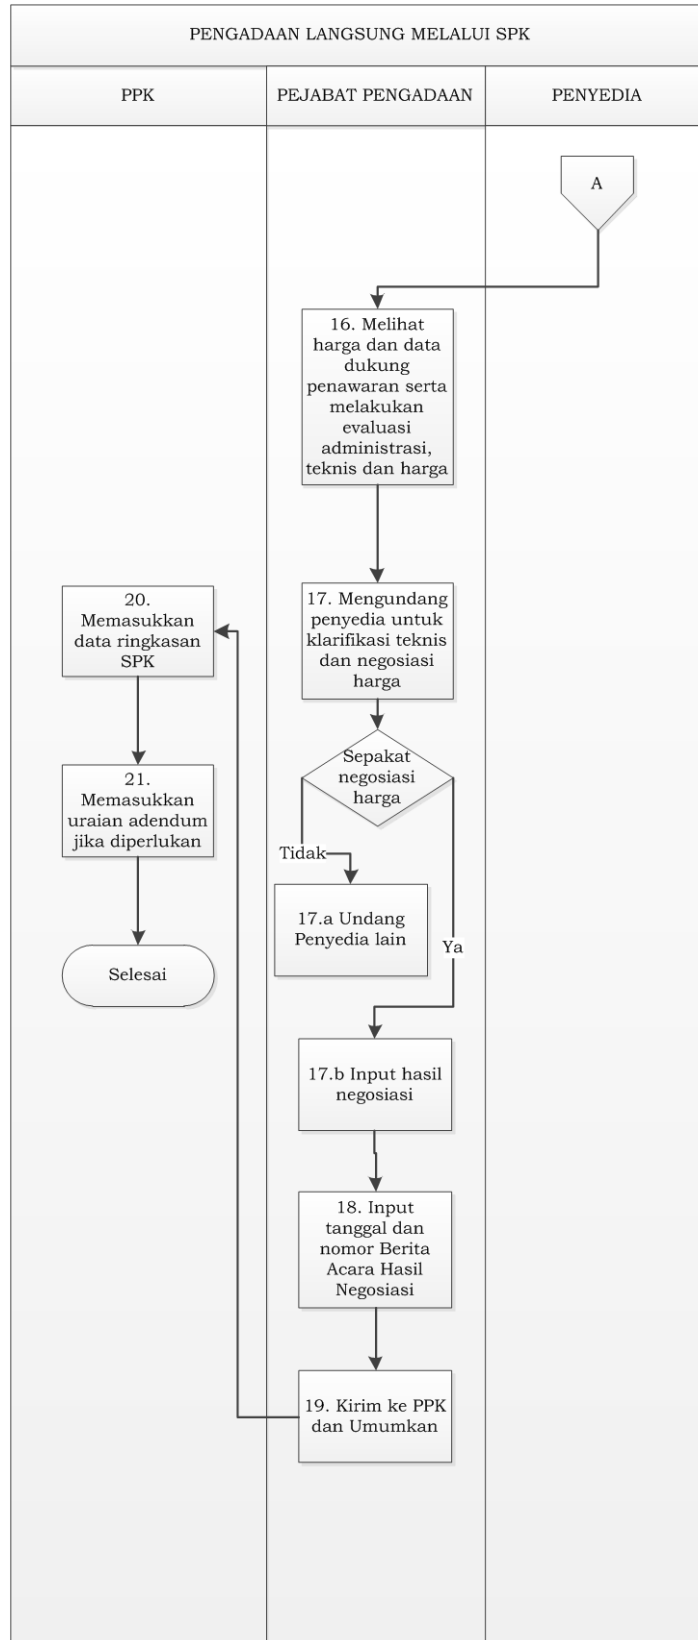 PENGADAAN LANGSUNG MELALUI SPK
PPK
PEJABAT PENGADAAN
PENYEDIA
A
16. Melihat
harga dan data
dukung
penawaran serta
melakukan
evaluasi
administrasi,
teknis dan harga
17. Mengundang
penyedia untuk
klarifikasi teknis
dan negosiasi
harga
Sepakat
negosiasi
harga
Tidak
17.a Undang
Penyedia lain
Ya
17.b Input hasil
negosiasi
18. Input
tanggal dan
nomor Berita
Acara Hasil
Negosiasi
19. Kirim ke PPK
dan Umumkan
20.
Memasukkan
data ringkasan
SPK
21.
Memasukkan
uraian adendum
jika diperlukan
Selesai